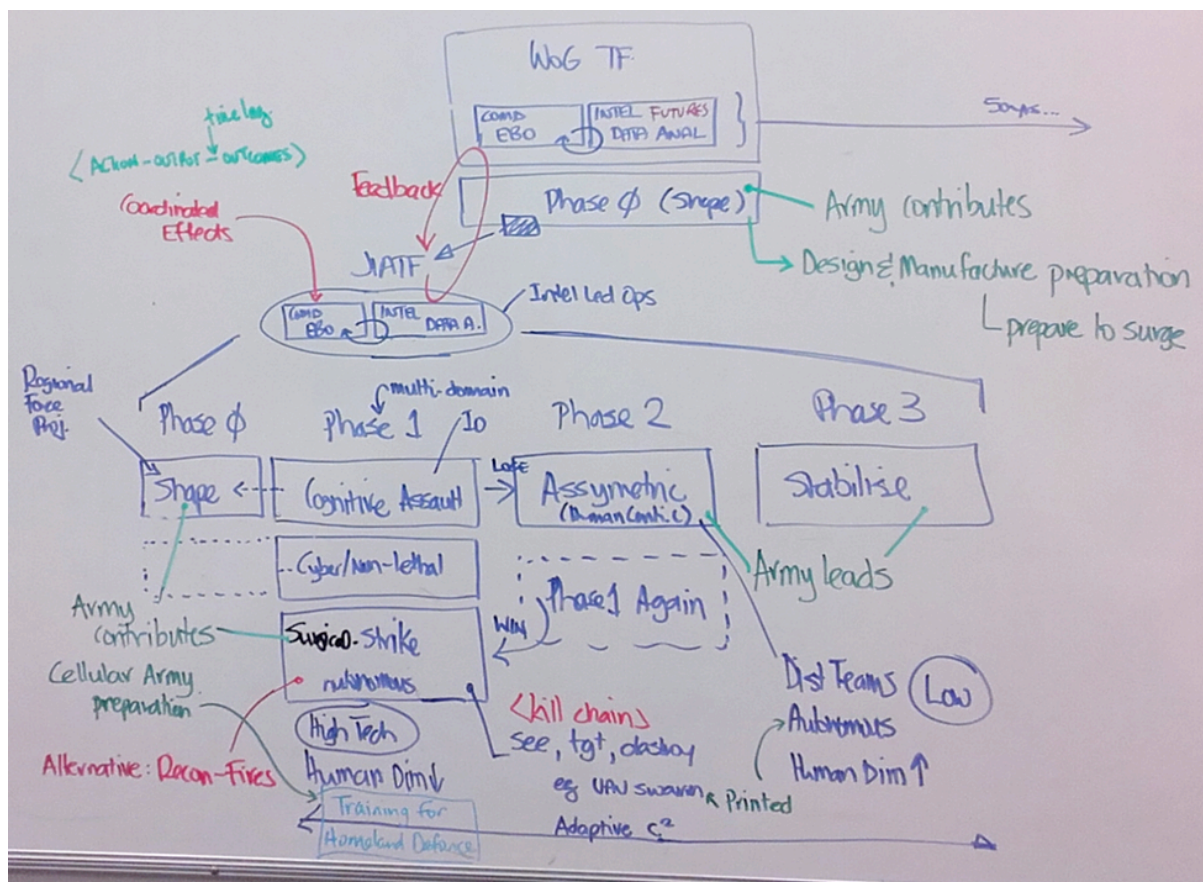 WoG TF
COMD
EBO
INTEL FUTURES
DATA ANAL
50yrs...
time lag
(ACTION-OUTPUT-OUTCOMES)
Feedback
Coordinated
Effects
Phase φ (Shape)
Army contributes
Design & Manufacture preparation
prepare to surge
JIATF
COMD
EBO
INTEL
DATA A.
Intel Led Ops
Regional
Force
Proj.
multi-domain
IO
Phase φ
Phase 1
Phase 2
Phase 3
Shape
Cognitive Assault
LOSE
Assymetric
Stabilise
Cyber/Non-lethal
Phase 1 Again
Army leads
WIN
Army
contributes
Surgical-Strike
autonomous
Cellular Army
preparation
High Tech
<kill chain>
see, tgt, destroy
Dist Teams
Low
Autonomous
Human Dim ↑
Alternative: Recon-Fires
Human Dim ↓
eg UAV swarm
Printed
Training for
Homeland Defence
Adaptive C²